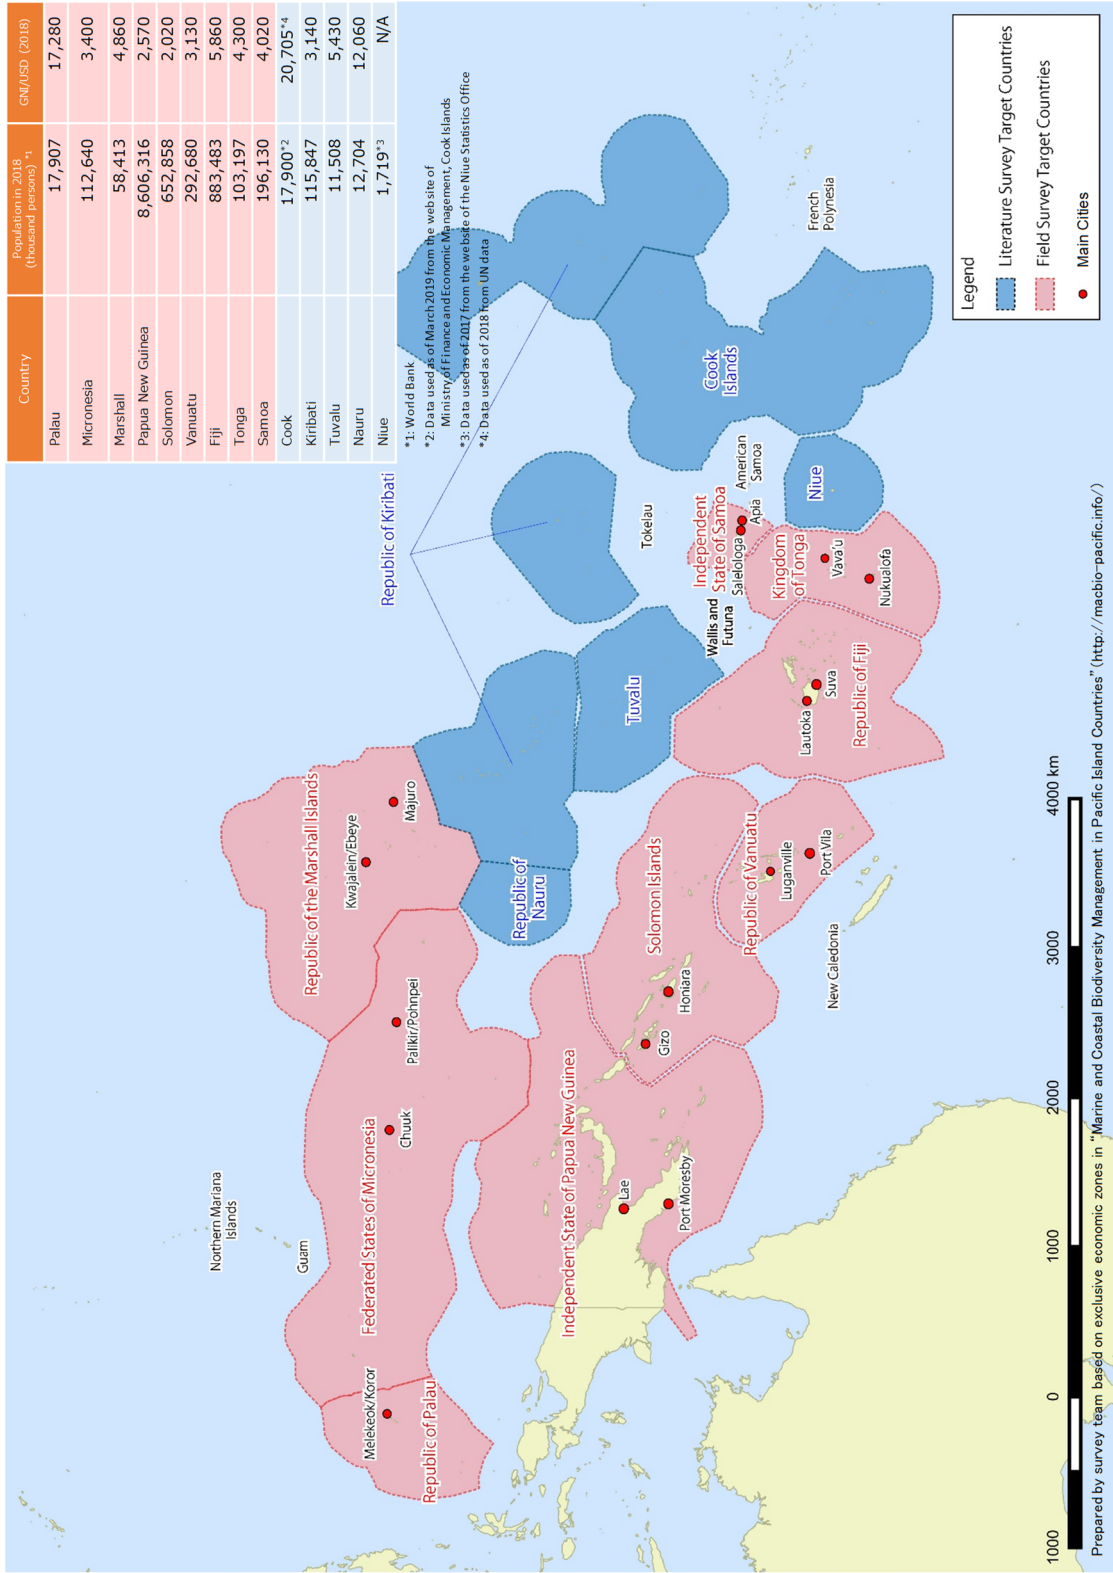 Country Population in 2018 (thousand persons) *1 GNI/USD (2018)
Palau 17,907 17,280
Micronesia 112,640 3,400
Marshall 58,413 4,860
Papua New Guinea 8,606,316 2,570
Solomon 652,858 2,020
Vanuatu 292,680 3,130
Fiji 883,483 5,860
Tonga 103,197 4,300
Samoa 196,130 4,020
Cook 17,900*2 20,705*4
Kiribati 115,847 3,140
Tuvalu 11,508 5,430
Nauru 12,704 12,060
Niue 1,719*3 N/A
*1: World Bank
*2: Data used as of March 2019 from the web site of
Ministry of Finance and Economic Management, Cook Islands
*3: Data used as of 2017 from the website of the Niue Statistics Office
*4: Data used as of 2018 from UN data
Northern Mariana
Islands
Guam
Republic of the Marshall Islands
Kwajalein/Ebeye
Majuro
Federated States of Micronesia
Palikir/Pohnpei
Chuuk
Melekeok/Koror
Republic of Palau
Republic of Kiribati
Republic of
Nauru
Independent State of Papua New Guinea
Lae
Port Moresby
Solomon Islands
Gizo
Honiara
Tuvalu
Tokelau
Wallis and
Futuna
Independent
State of Samoa
Salelologa
Apia
American
Samoa
Cook
Islands
French
Polynesia
Niue
Kingdom
of Tonga
Vava'u
Nukualofa
Republic of Fiji
Lautoka
Suva
Republic of Vanuatu
Luganville
Port Vila
New Caledonia
Legend
Literature Survey Target Countries
Field Survey Target Countries
Main Cities
1000 0 1000 2000 3000 4000 km
Prepared by survey team based on exclusive economic zones in “Marine and Coastal Biodiversity Management in Pacific Island Countries” (http://macbio-pacific.info/)